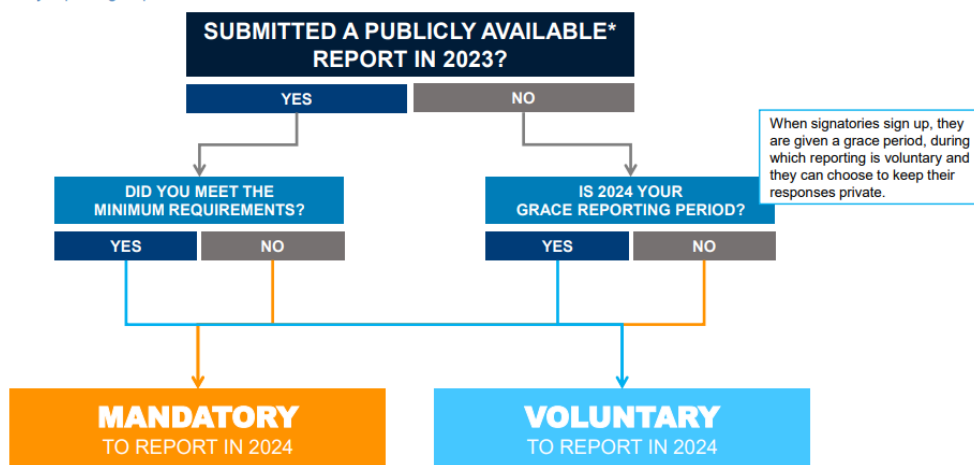 SUBMITTED A PUBLICLY AVAILABLE*
REPORT IN 2023?
YES
NO
When signatories sign up, they
are given a grace period, during
which reporting is voluntary and
they can choose to keep their
responses private.
DID YOU MEET THE
MINIMUM REQUIREMENTS?
YES
NO
IS 2024 YOUR
GRACE REPORTING PERIOD?
YES
NO
MANDATORY
TO REPORT IN 2024
VOLUNTARY
TO REPORT IN 2024